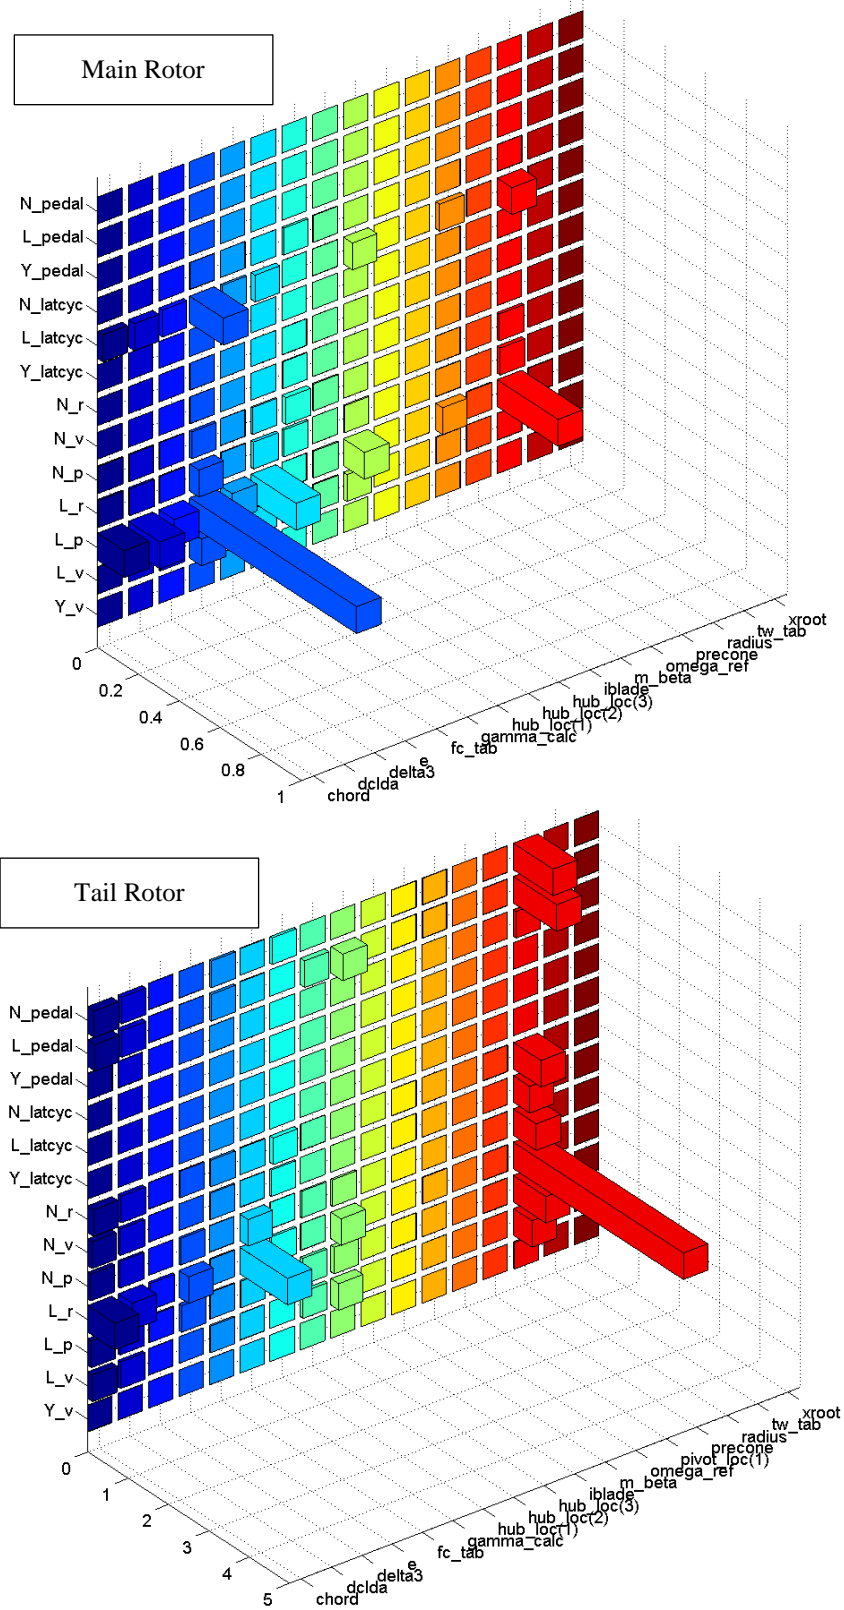 Main Rotor
N_pedal
L_pedal
Y_pedal
N_latcyc
L_latcyc
Y_latcyc
N_r
N_v
N_p
L_r
L_p
L_v
Y_v
0
0.2
0.4
0.6
0.8
1
chord
dclda
delta3
e
fc_tab
gamma_calc
hub_loc(1)
hub_loc(2)
hub_loc(3)
iblade
m_beta
omega_ref
precone
radius
tw_tab
xroot
Tail Rotor
N_pedal
L_pedal
Y_pedal
N_latcyc
L_latcyc
Y_latcyc
N_r
N_v
N_p
L_r
L_p
L_v
Y_v
0
1
2
3
4
5
chord
dclda
delta3
e
fc_tab
gamma_calc
hub_loc(1)
hub_loc(2)
hub_loc(3)
iblade
m_beta
omega_ref
pivot_loc(1)
precone
radius
tw_tab
xroot